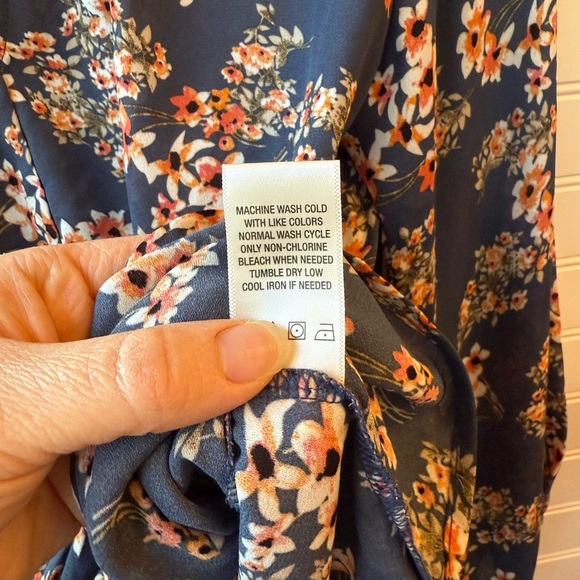 MACHINE WASH COLD
WITH LIKE COLORS
NORMAL WASH CYCLE
ONLY NON-CHLORINE
BLEACH WHEN NEEDED
TUMBLE DRY LOW
COOL IRON IF NEEDED